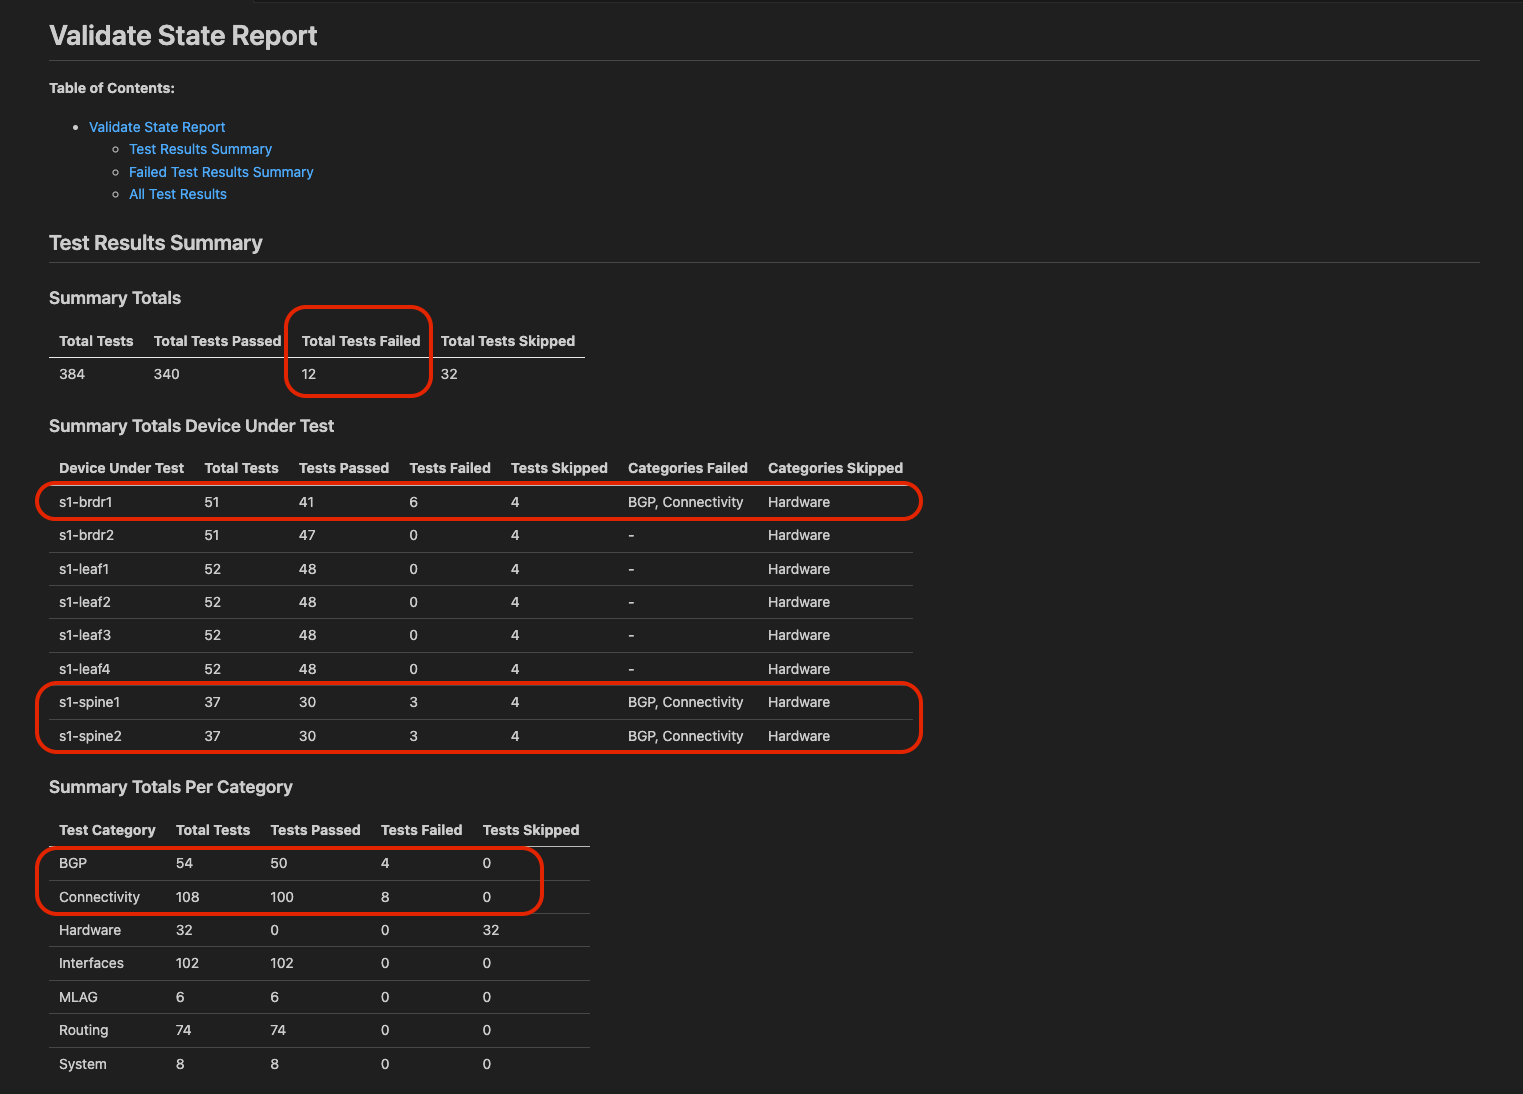 Validate State Report
Table of Contents:
Validate State Report
Test Results Summary
Failed Test Results Summary
All Test Results
Test Results Summary
Summary Totals
Total Tests Total Tests Passed Total Tests Failed Total Tests Skipped
384 340 12 32
Summary Totals Device Under Test
Device Under Test Total Tests Tests Passed Tests Failed Tests Skipped Categories Failed Categories Skipped
s1-brdr1 51 41 6 4 BGP, Connectivity Hardware
s1-brdr2 51 47 0 4 - Hardware
s1-leaf1 52 48 0 4 - Hardware
s1-leaf2 52 48 0 4 - Hardware
s1-leaf3 52 48 0 4 - Hardware
s1-leaf4 52 48 0 4 - Hardware
s1-spine1 37 30 3 4 BGP, Connectivity Hardware
s1-spine2 37 30 3 4 BGP, Connectivity Hardware
Summary Totals Per Category
Test Category Total Tests Tests Passed Tests Failed Tests Skipped
BGP 54 50 4 0
Connectivity 108 100 8 0
Hardware 32 0 0 32
Interfaces 102 102 0 0
MLAG 6 6 0 0
Routing 74 74 0 0
System 8 8 0 0